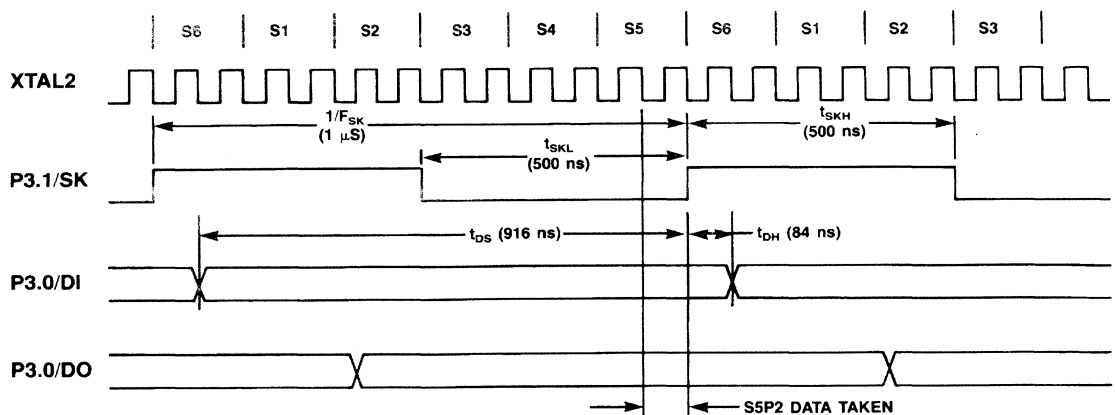 S6 S1 S2 S3 S4 S5 S6 S1 S2 S3
XTAL2
1/FSK
(1 μS)
tSKH
(500 ns)
tSKL
(500 ns)
P3.1/SK
tDS (916 ns)
tDH (84 ns)
P3.0/DI
P3.0/DO
S5P2 DATA TAKEN